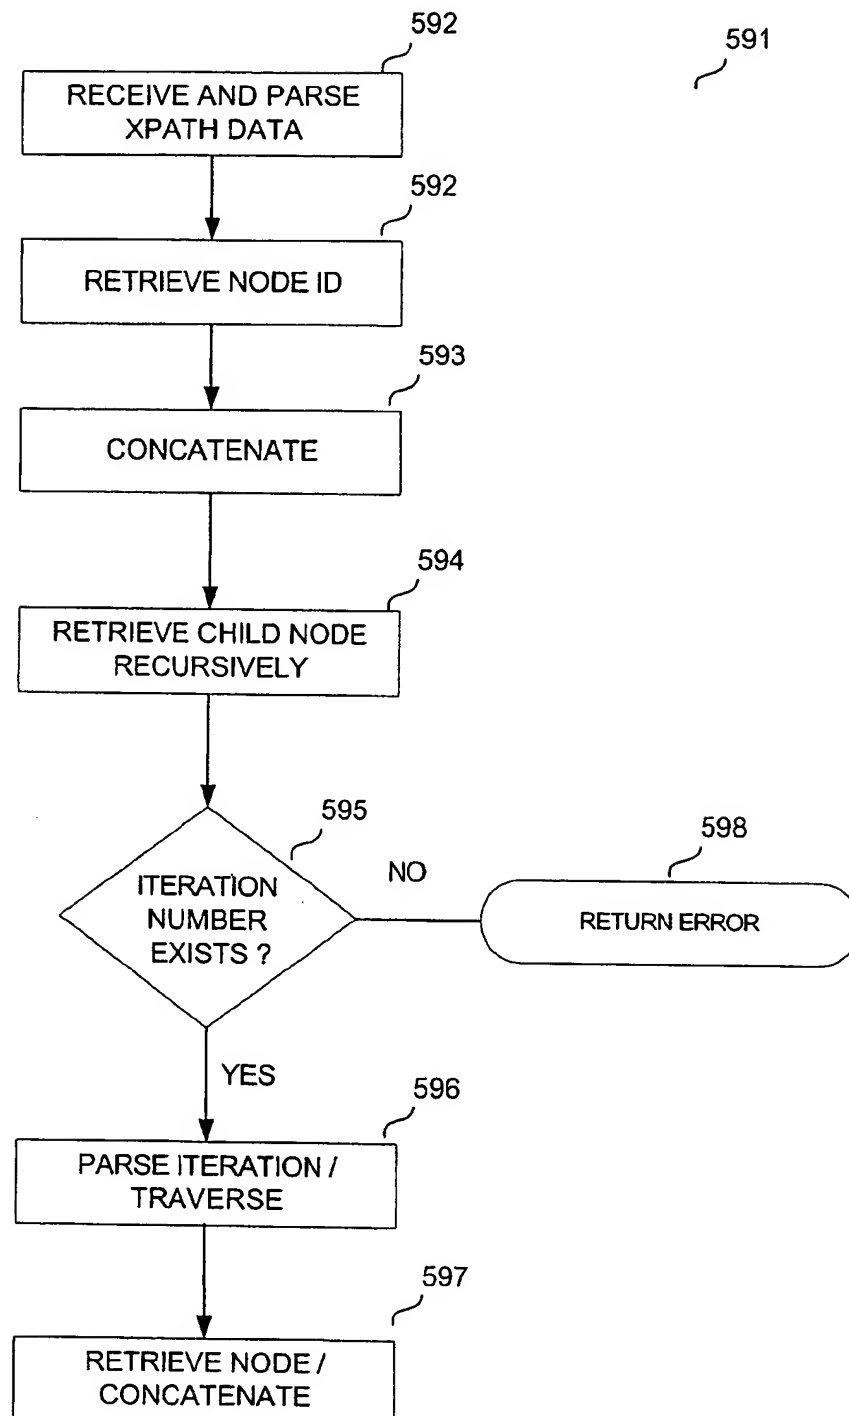 592
591
RECEIVE AND PARSE
XPATH DATA
592
RETRIEVE NODE ID
593
CONCATENATE
594
RETRIEVE CHILD NODE
RECURSIVELY
595
ITERATION
NUMBER
EXISTS ?
NO
598
RETURN ERROR
YES
596
PARSE ITERATION /
TRAVERSE
597
RETRIEVE NODE /
CONCATENATE